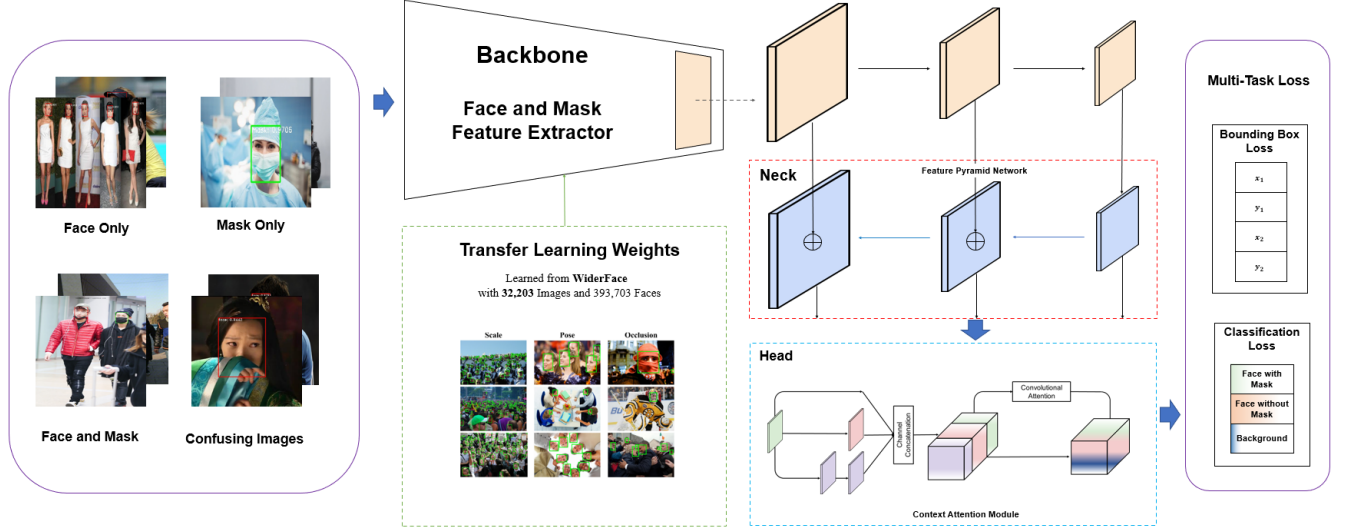 Face Only
Mask Only
Face and Mask
Confusing Images
Backbone
Face and Mask
Feature Extractor
Transfer Learning Weights
Learned from WiderFace
with 32,203 Images and 393,703 Faces
Scale
Pose
Occlusion
Neck
Feature Pyramid Network
Head
Channel
Concatenation
Convolutional
Attention
Context Attention Module
Multi-Task Loss
Bounding Box
Loss
x₁
y₁
x₂
y₂
Classification
Loss
Face with
Mask
Face without
Mask
Background